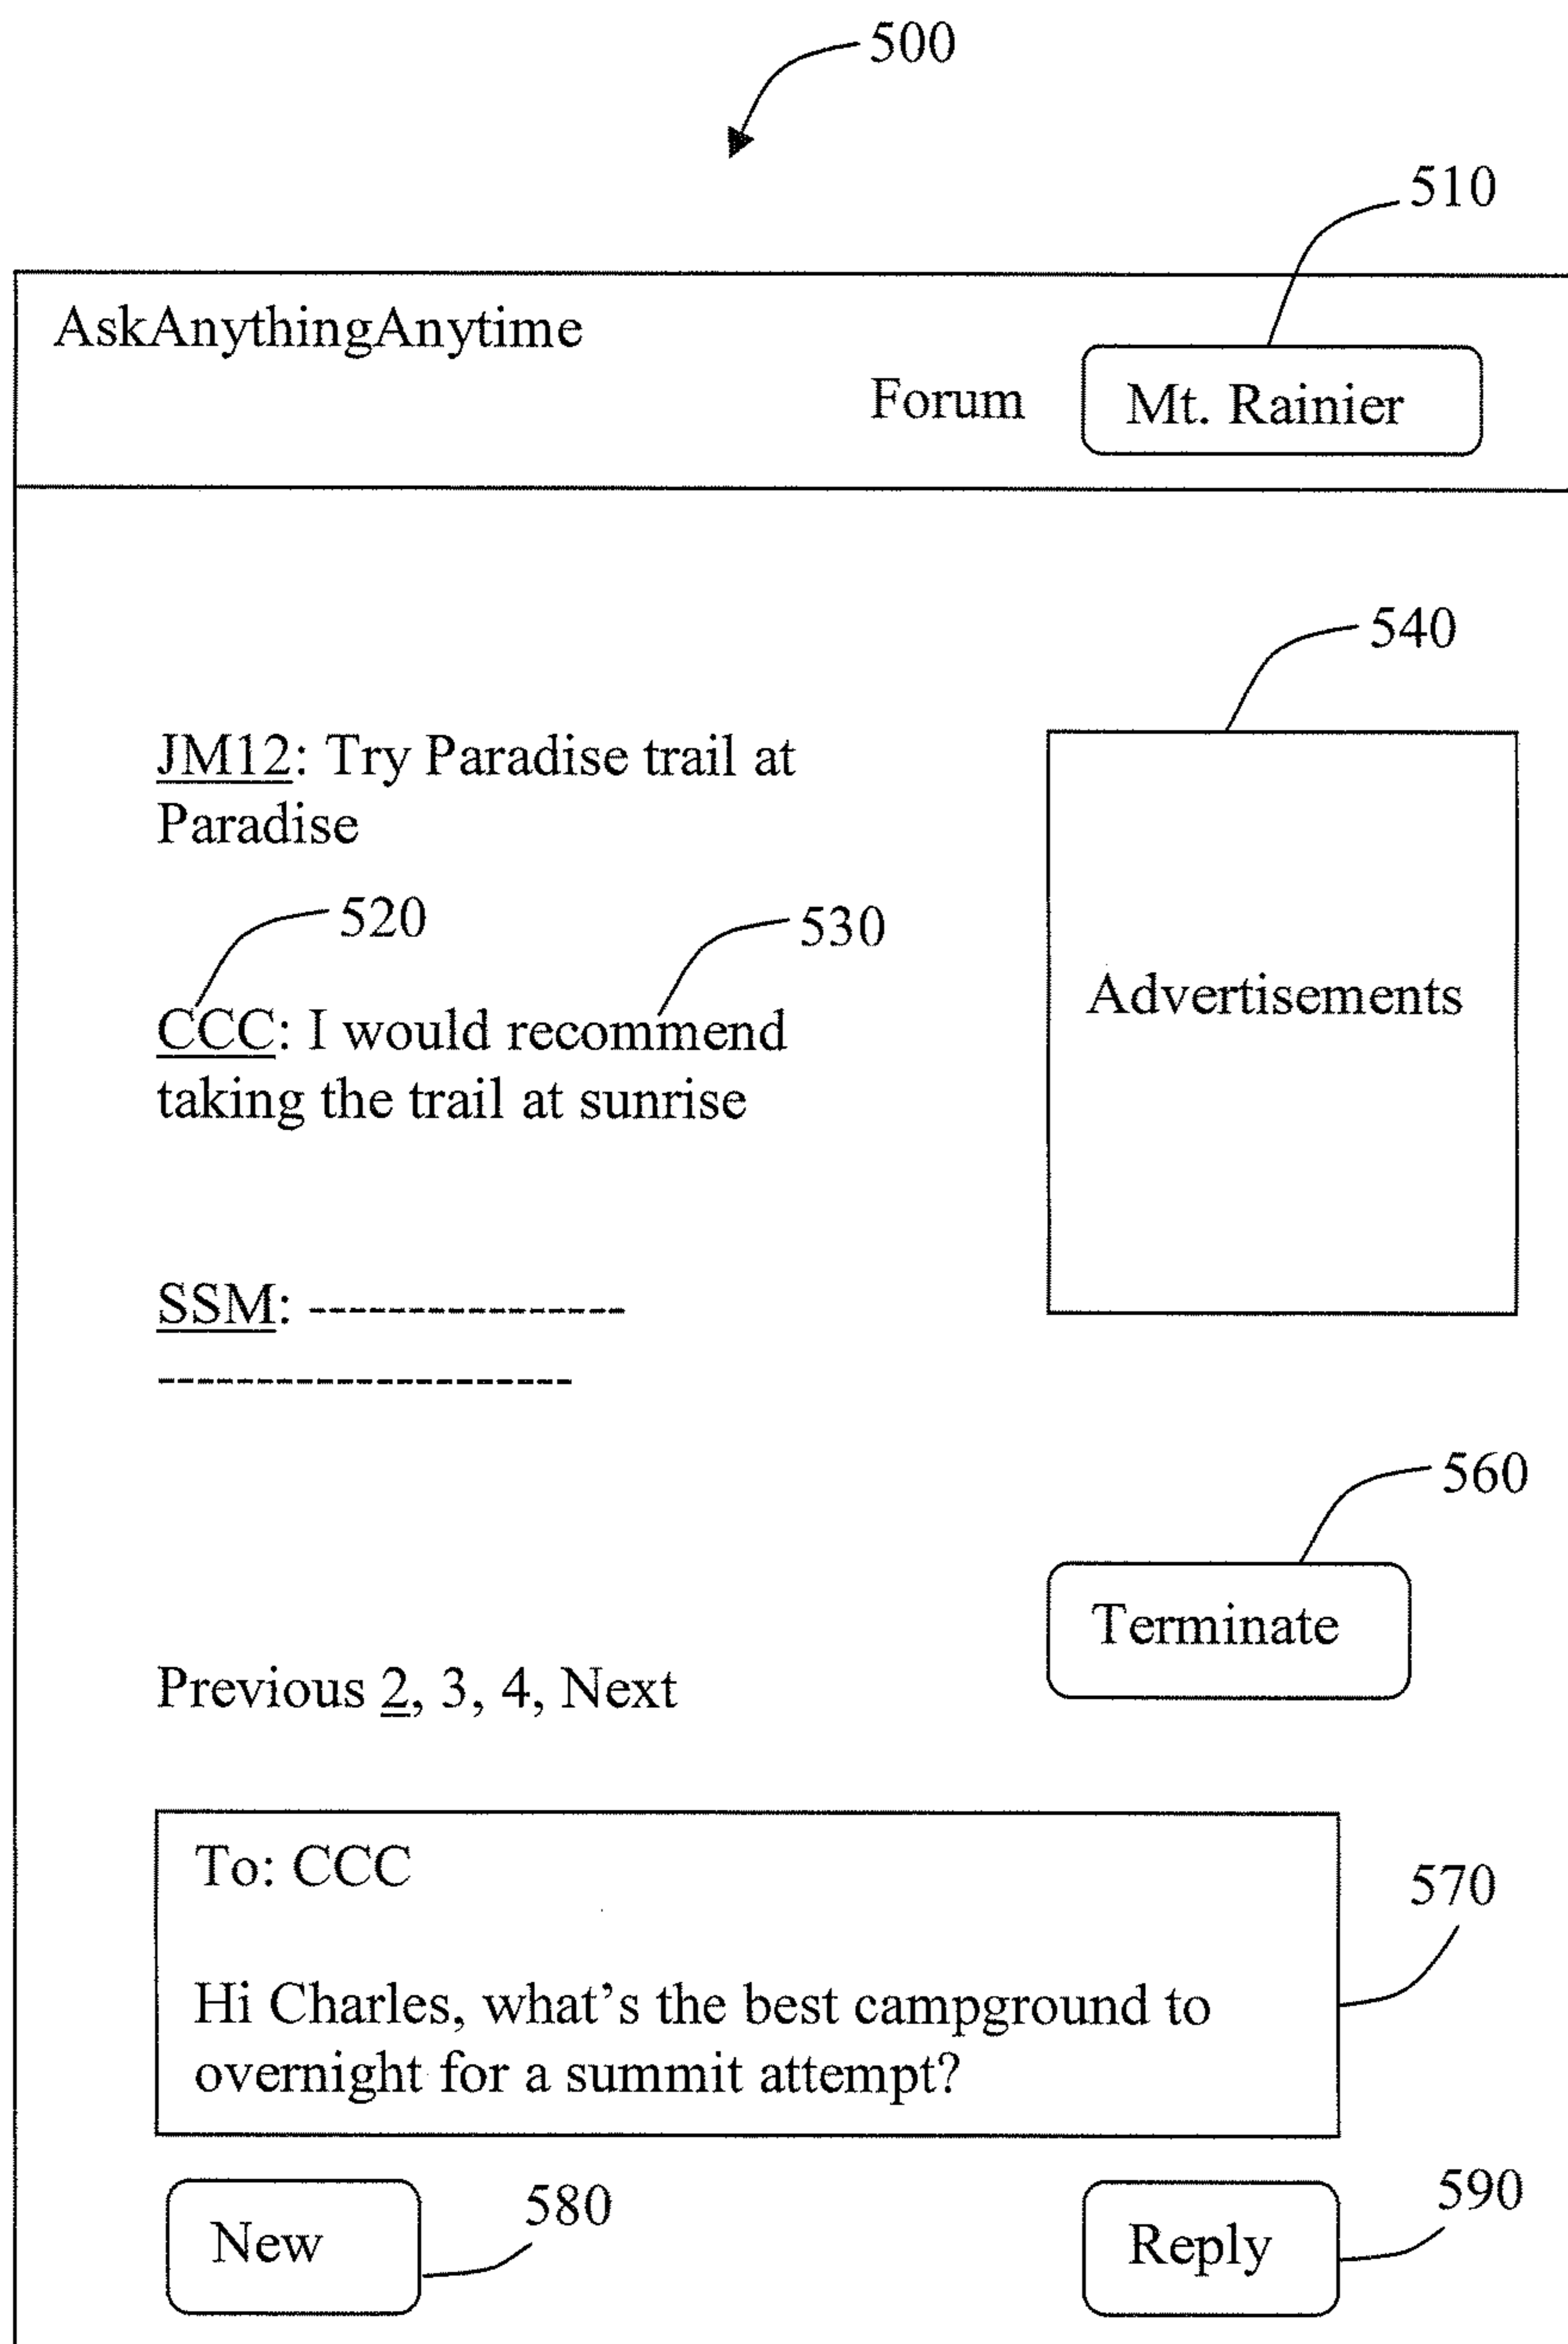 500
510
AskAnythingAnytime
Forum Mt. Rainier
540
JM12: Try Paradise trail at
Paradise
520
530
CCC: I would recommend
taking the trail at sunrise
Advertisements
SSM: ----------------
---------------------
560
Terminate
Previous 2, 3, 4, Next
To: CCC
570
Hi Charles, what's the best campground to
overnight for a summit attempt?
New
580
Reply
590